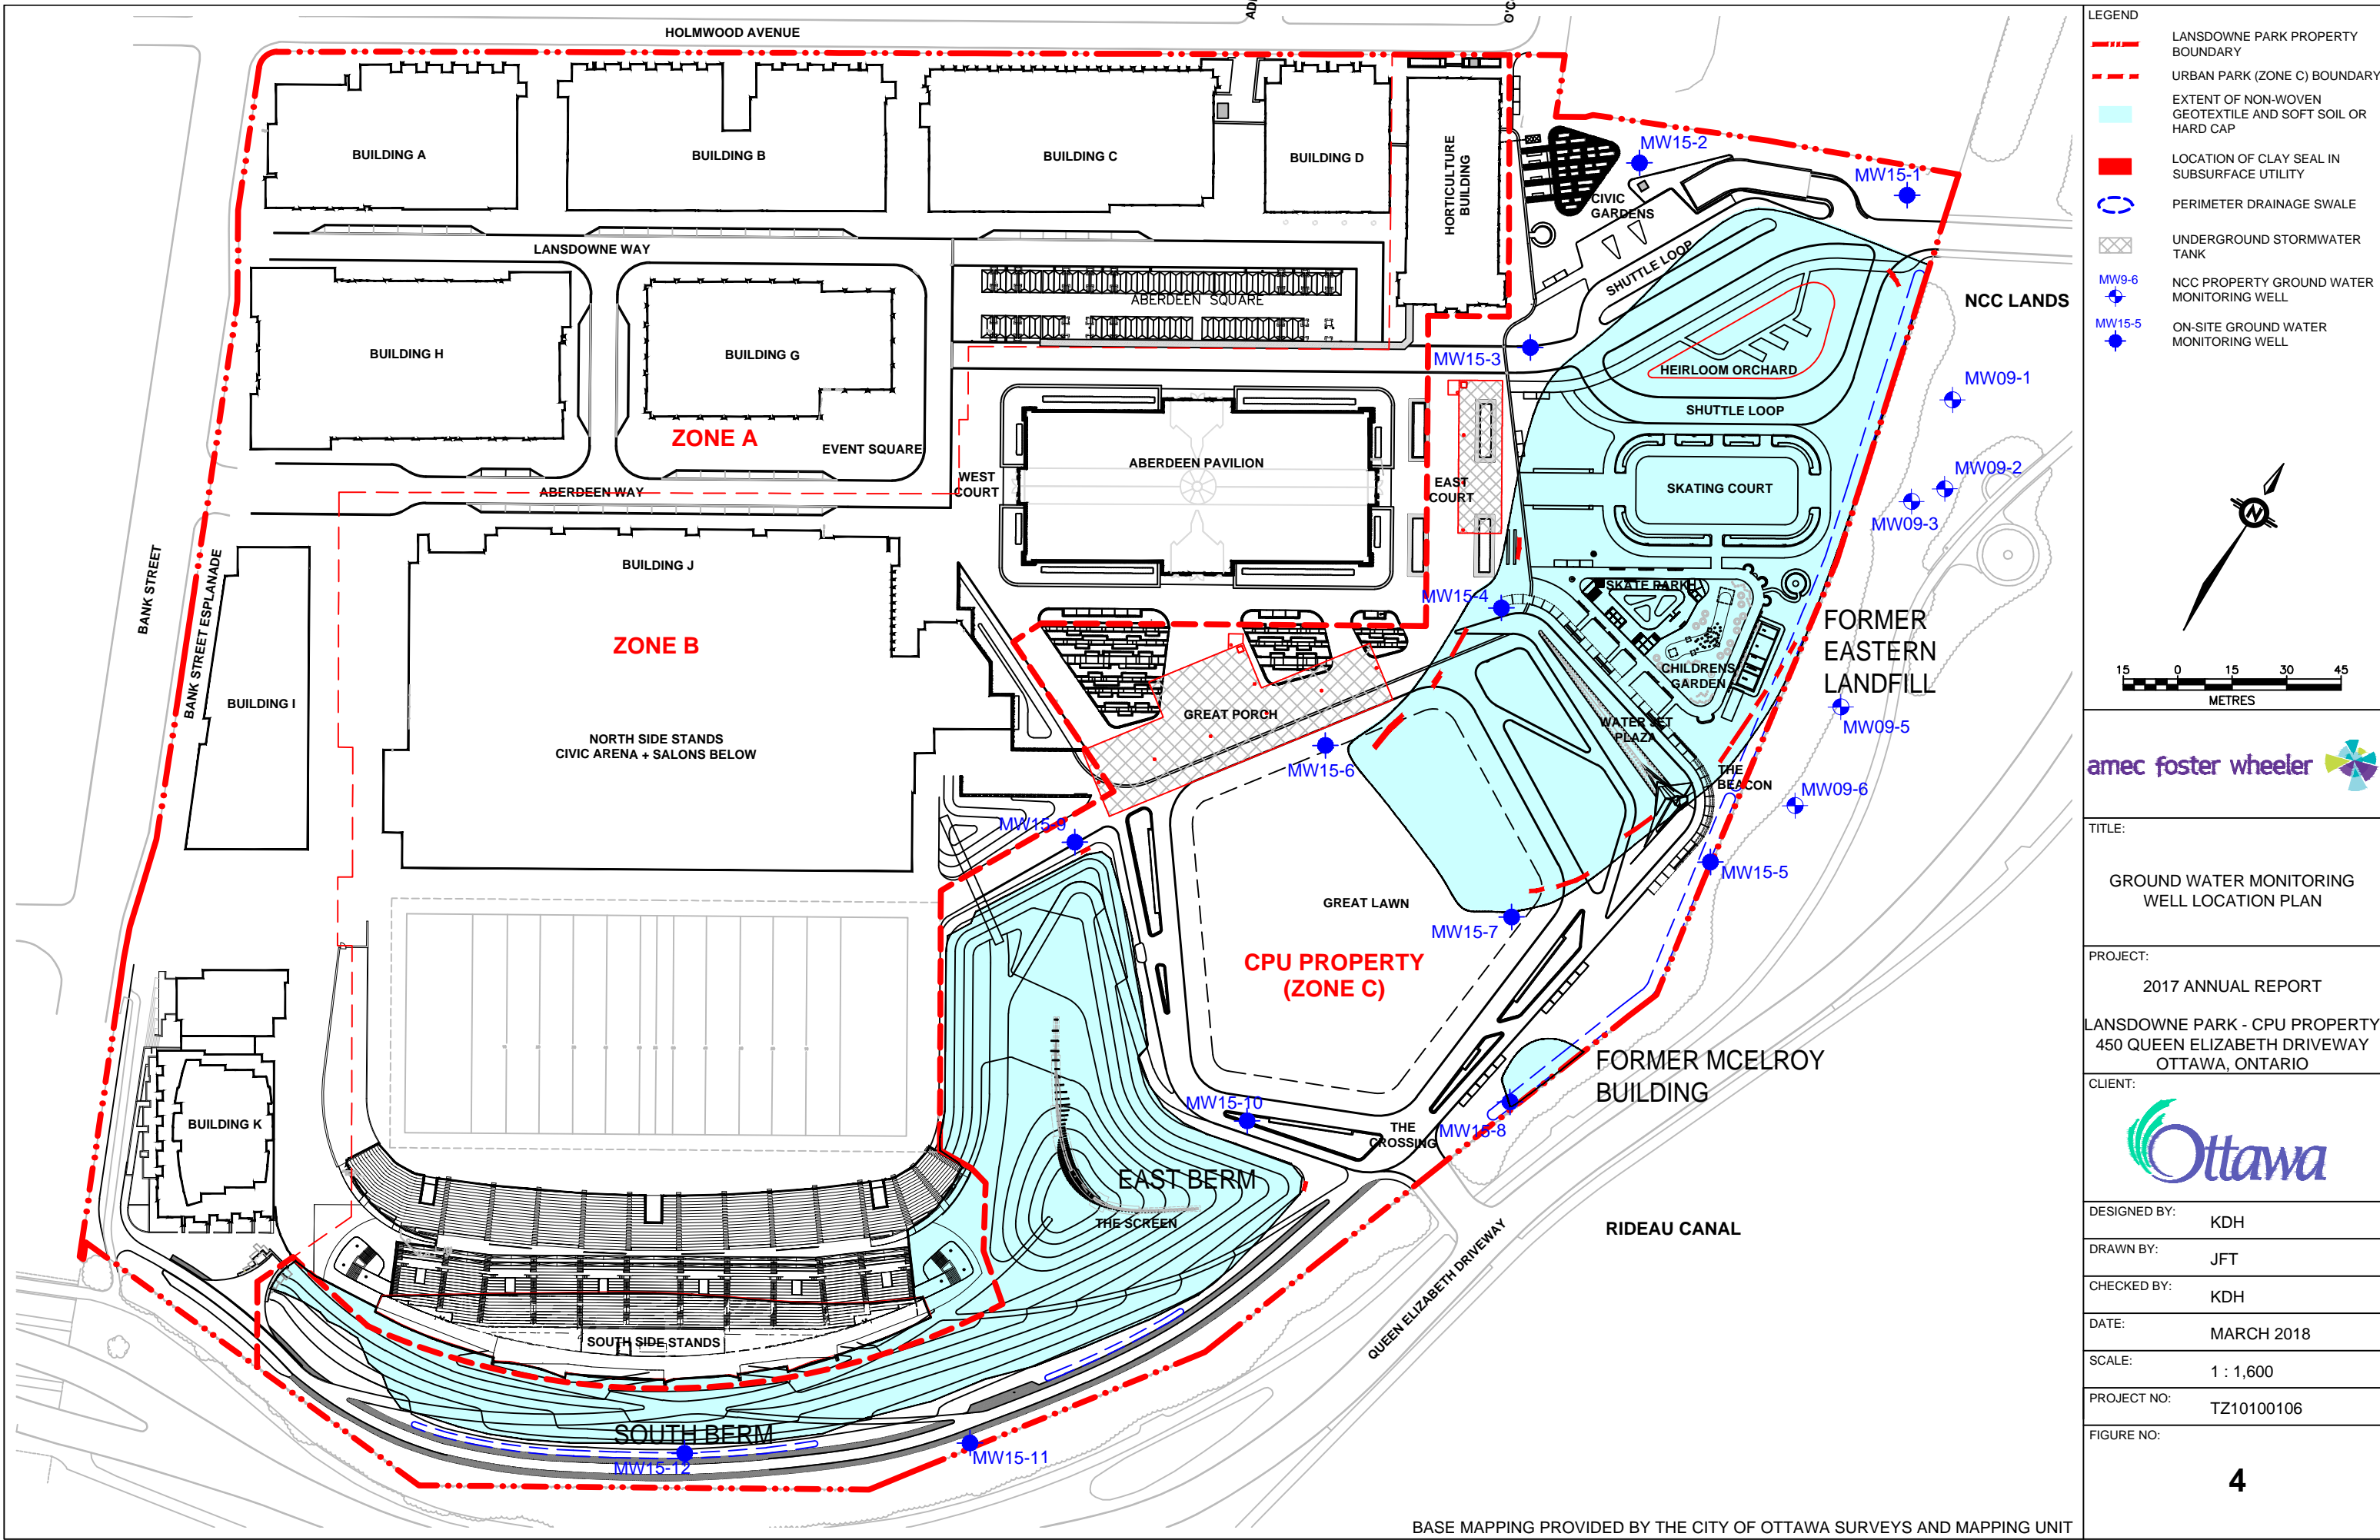 HOLMWOOD AVENUE
AD
O'C
BUILDING A
BUILDING B
BUILDING C
BUILDING D
HORTICULTURE
BUILDING
MW15-2
MW15-1
CIVIC
GARDENS
SHUTTLE LOOP
LANSDOWNE WAY
ABERDEEN SQUARE
NCC LANDS
BUILDING H
BUILDING G
MW15-3
HEIRLOOM ORCHARD
MW09-1
SHUTTLE LOOP
ZONE A
EVENT SQUARE
ABERDEEN PAVILION
WEST
COURT
EAST
COURT
SKATING COURT
MW09-2
MW09-3
ABERDEEN WAY
BANK STREET
BANK STREET ESPLANADE
BUILDING J
SKATE PARK
MW15-4
ZONE B
FORMER
EASTERN
LANDFILL
CHILDRENS
GARDEN
BUILDING I
GREAT PORCH
WATER JET
PLAZA
MW09-5
NORTH SIDE STANDS
CIVIC ARENA + SALONS BELOW
MW15-6
THE
BEACON
MW09-6
MW15-9
MW15-5
GREAT LAWN
MW15-7
CPU PROPERTY
(ZONE C)
FORMER MCELROY
BUILDING
MW15-10
BUILDING K
THE
CROSSING
MW15-8
EAST BERM
THE SCREEN
RIDEAU CANAL
QUEEN ELIZABETH DRIVEWAY
SOUTH SIDE STANDS
SOUTH BERM
MW15-12
MW15-11
BASE MAPPING PROVIDED BY THE CITY OF OTTAWA SURVEYS AND MAPPING UNIT
LEGEND
LANSDOWNE PARK PROPERTY
BOUNDARY
URBAN PARK (ZONE C) BOUNDARY
EXTENT OF NON-WOVEN
GEOTEXTILE AND SOFT SOIL OR
HARD CAP
LOCATION OF CLAY SEAL IN
SUBSURFACE UTILITY
PERIMETER DRAINAGE SWALE
UNDERGROUND STORMWATER
TANK
MW9-6
NCC PROPERTY GROUND WATER
MONITORING WELL
MW15-5
ON-SITE GROUND WATER
MONITORING WELL
N
15 0 15 30 45
METRES
amec foster wheeler
TITLE:
GROUND WATER MONITORING
WELL LOCATION PLAN
PROJECT:
2017 ANNUAL REPORT
LANSDOWNE PARK - CPU PROPERTY
450 QUEEN ELIZABETH DRIVEWAY
OTTAWA, ONTARIO
CLIENT:
Ottawa
DESIGNED BY:
KDH
DRAWN BY:
JFT
CHECKED BY:
KDH
DATE:
MARCH 2018
SCALE:
1 : 1,600
PROJECT NO:
TZ10100106
FIGURE NO:
4